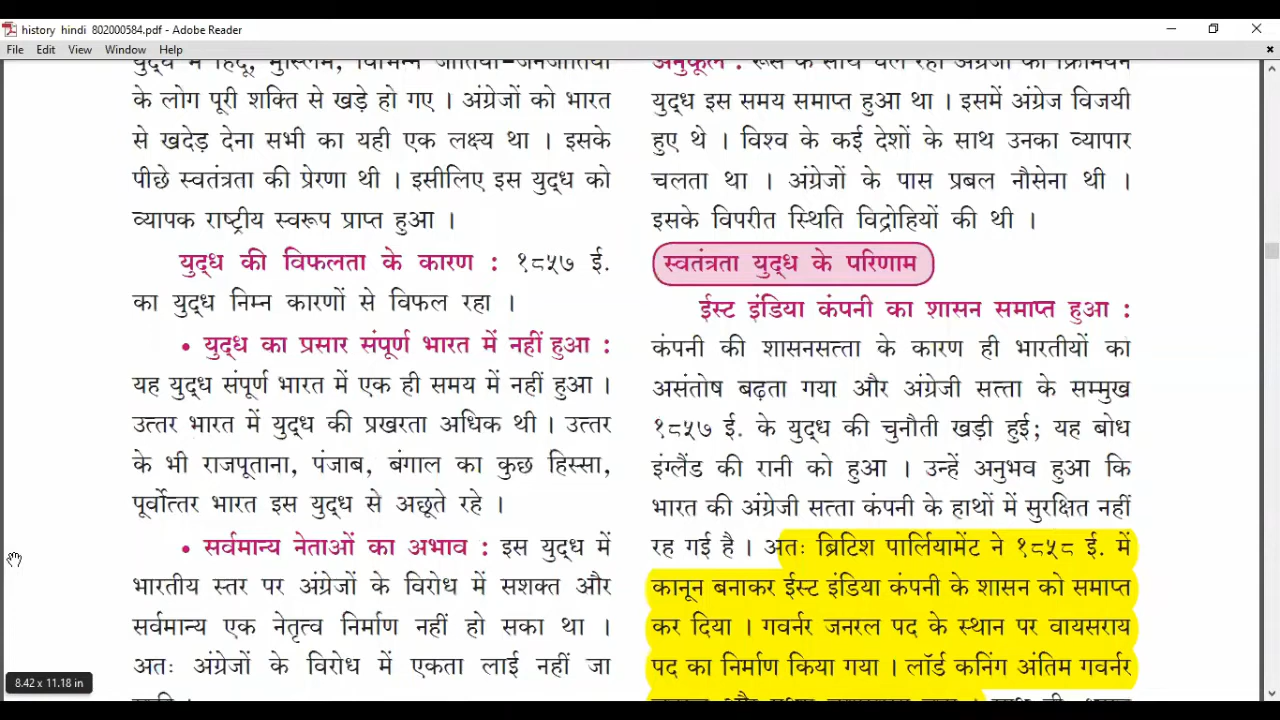 history hindi 802000584.pdf - Adobe Reader
File Edit View Window Help
युद्ध में हिंदू, मुस्लिम, विभिन्न जातियों-जनजातियों
के लोग पूरी शक्ति से खड़े हो गए । अंग्रेजों को भारत
से खदेड़ देना सभी का यही एक लक्ष्य था । इसके
पीछे स्वतंत्रता की प्रेरणा थी । इसीलिए इस युद्ध को
व्यापक राष्ट्रीय स्वरूप प्राप्त हुआ ।
युद्ध की विफलता के कारण : १८५७ ई.
का युद्ध निम्न कारणों से विफल रहा ।
• युद्ध का प्रसार संपूर्ण भारत में नहीं हुआ :
यह युद्ध संपूर्ण भारत में एक ही समय में नहीं हुआ ।
उत्तर भारत में युद्ध की प्रखरता अधिक थी । उत्तर
के भी राजपूताना, पंजाब, बंगाल का कुछ हिस्सा,
पूर्वोत्तर भारत इस युद्ध से अछूते रहे ।
• सर्वमान्य नेताओं का अभाव : इस युद्ध में
भारतीय स्तर पर अंग्रेजों के विरोध में सशक्त और
सर्वमान्य एक नेतृत्व निर्माण नहीं हो सका था ।
अतः अंग्रेजों के विरोध में एकता लाई नहीं जा
अनुकूल : रूस के साथ चल रहा अंग्रेजों का क्रिमियन
युद्ध इस समय समाप्त हुआ था । इसमें अंग्रेज विजयी
हुए थे । विश्व के कई देशों के साथ उनका व्यापार
चलता था । अंग्रेजों के पास प्रबल नौसेना थी ।
इसके विपरीत स्थिति विद्रोहियों की थी ।
स्वतंत्रता युद्ध के परिणाम
ईस्ट इंडिया कंपनी का शासन समाप्त हुआ :
कंपनी की शासनसत्ता के कारण ही भारतीयों का
असंतोष बढ़ता गया और अंग्रेजी सत्ता के सम्मुख
१८५७ ई. के युद्ध की चुनौती खड़ी हुई; यह बोध
इंग्लैंड की रानी को हुआ । उन्हें अनुभव हुआ कि
भारत की अंग्रेजी सत्ता कंपनी के हाथों में सुरक्षित नहीं
रह गई है । अतः ब्रिटिश पार्लियामेंट ने १८५८ ई. में
कानून बनाकर ईस्ट इंडिया कंपनी के शासन को समाप्त
कर दिया । गवर्नर जनरल पद के स्थान पर वायसराय
पद का निर्माण किया गया । लॉर्ड कनिंग अंतिम गवर्नर
8.42 x 11.18 in